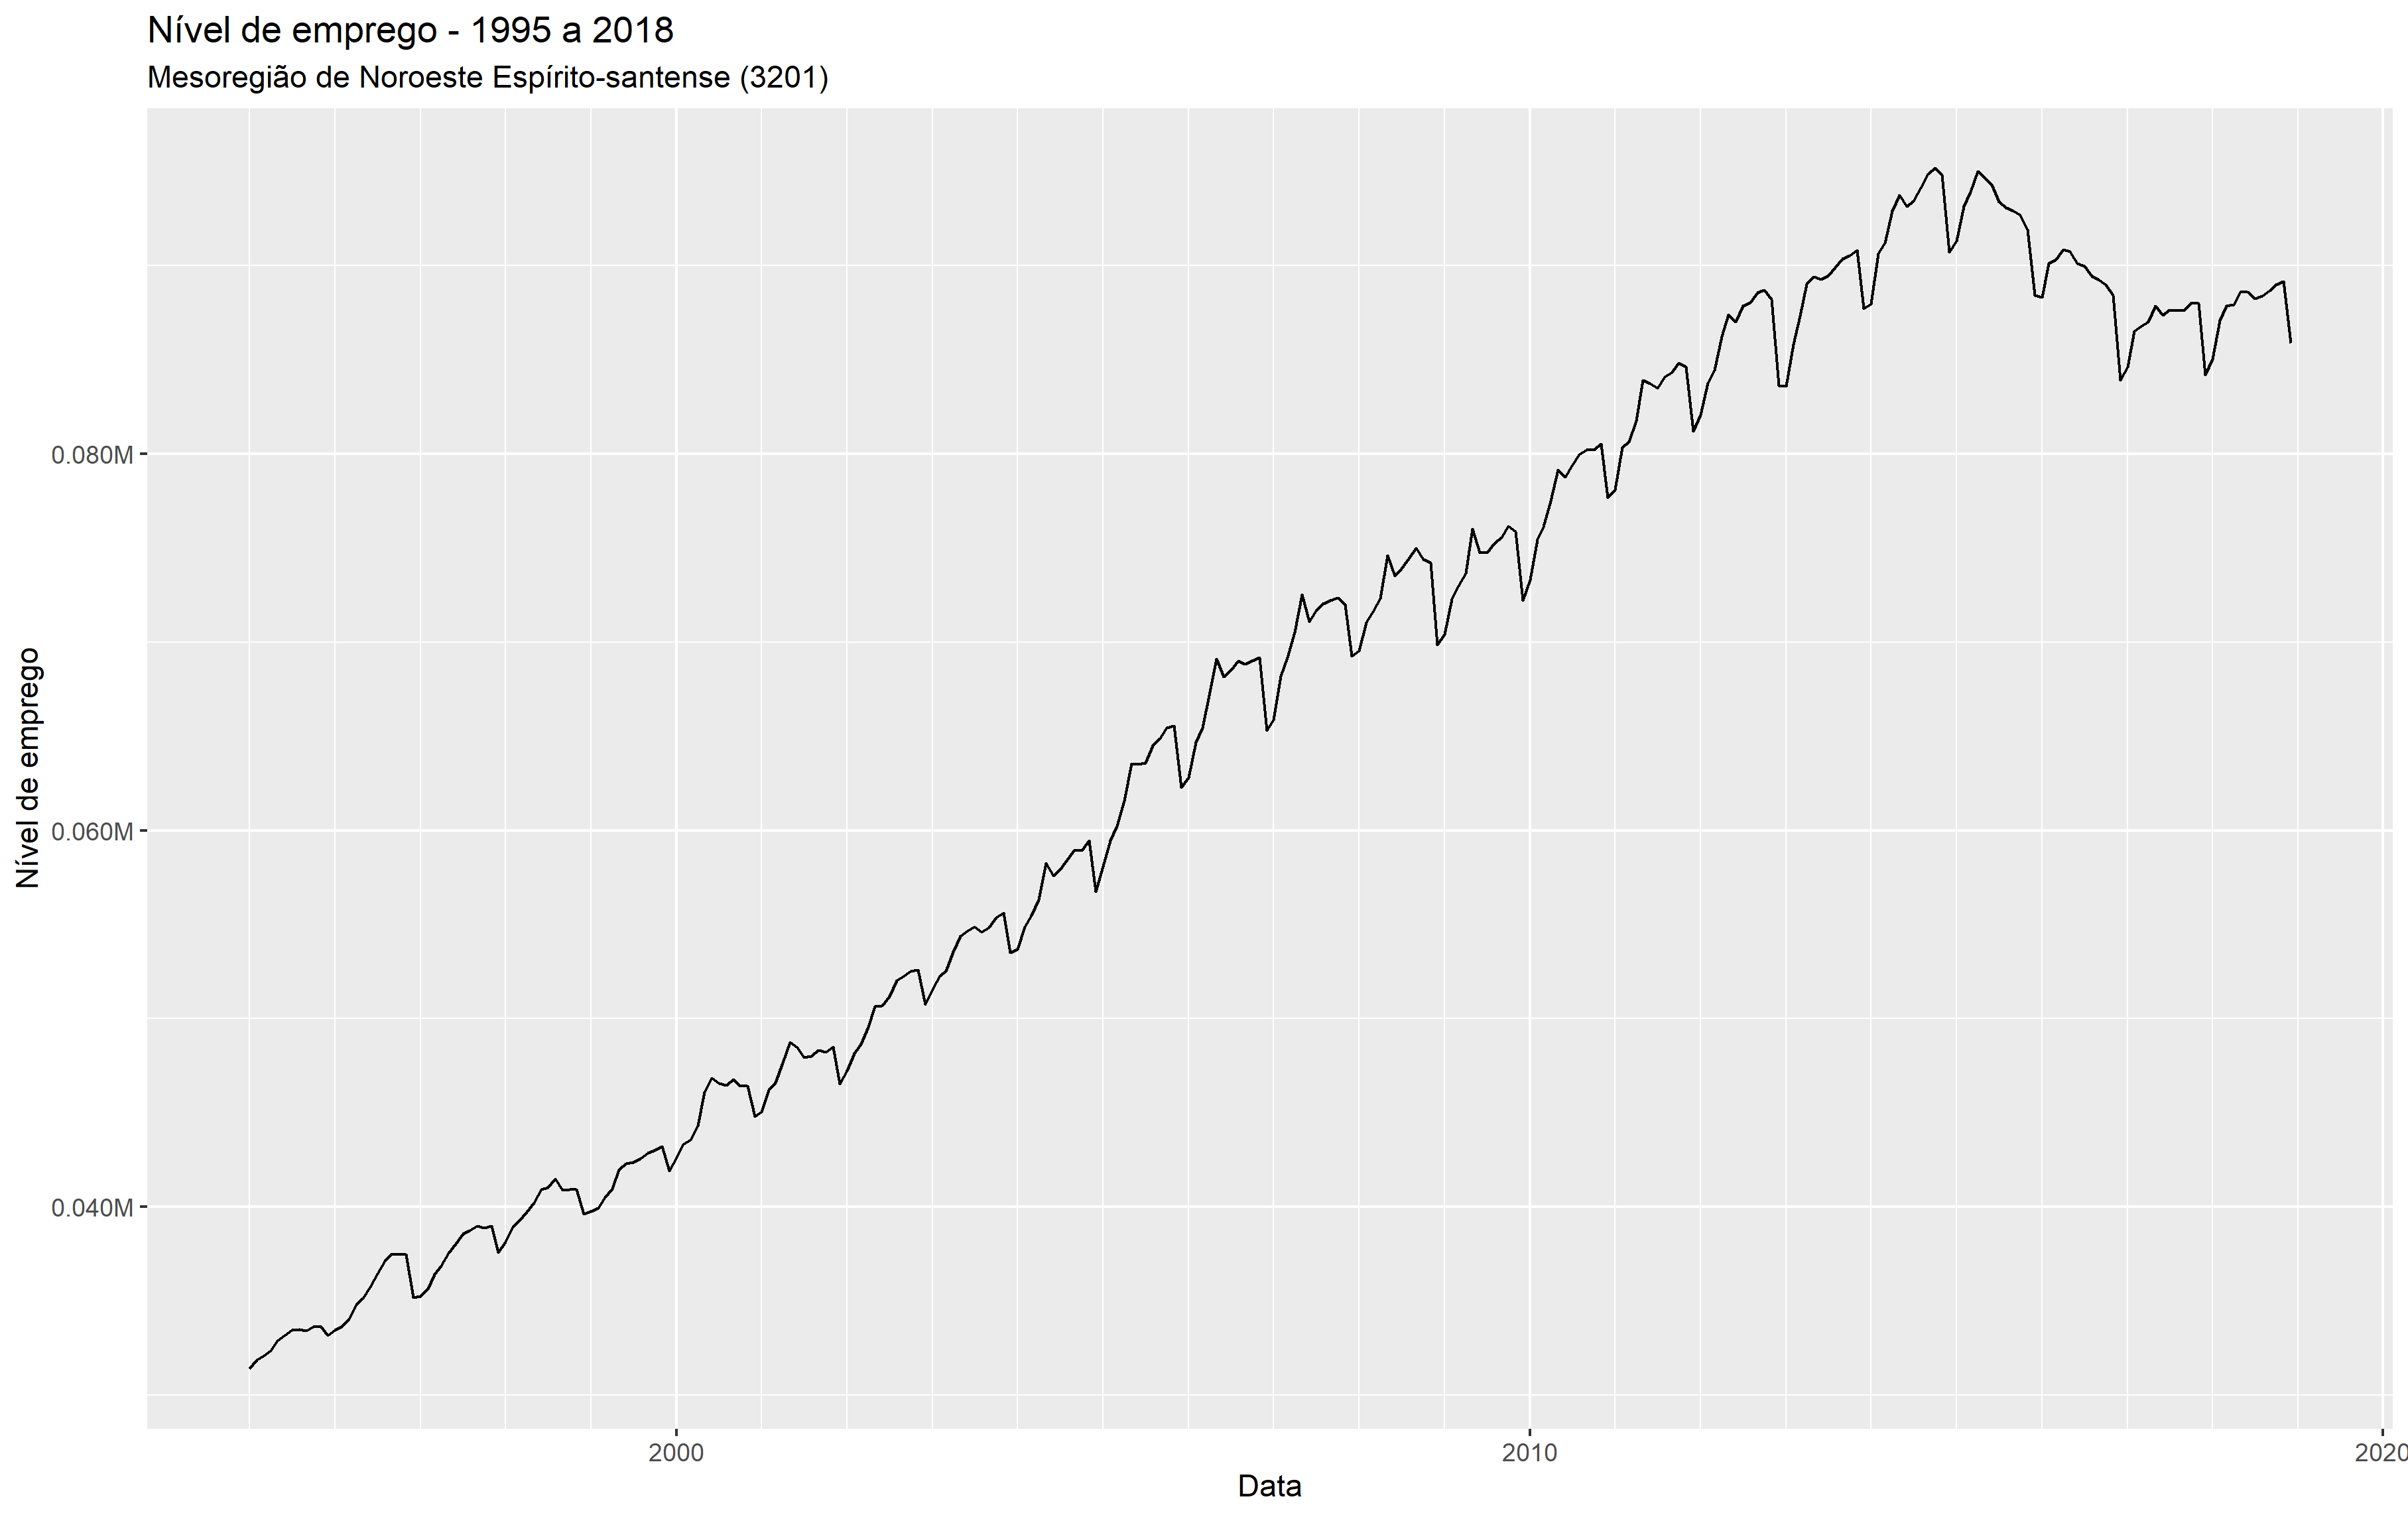 Nível de emprego - 1995 a 2018
Mesoregião de Noroeste Espírito-santense (3201)
Nível de emprego
0.080M
0.060M
0.040M
2000
2010
2020
Data